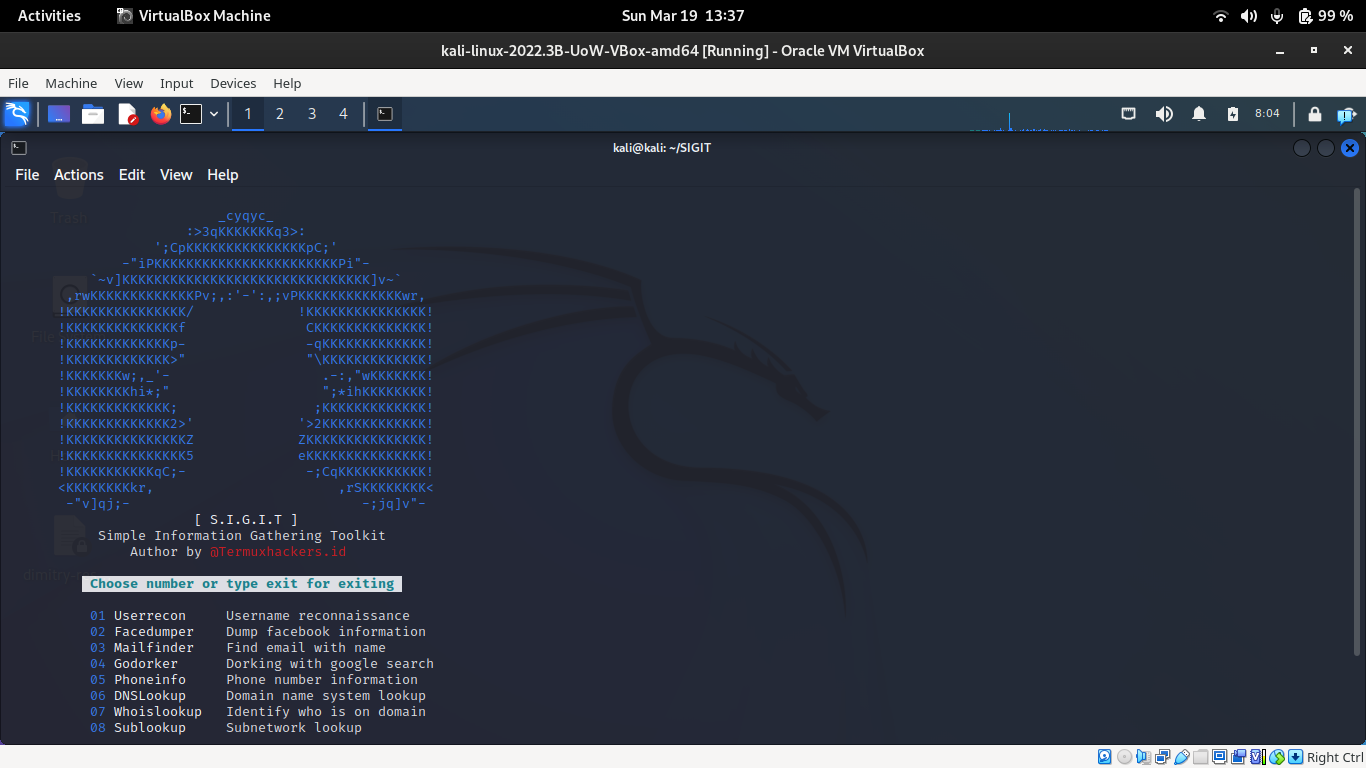 Activities VirtualBox Machine Sun Mar 19 13:37 99 %
kali-linux-2022.3B-UoW-VBox-amd64 [Running] - Oracle VM VirtualBox
File Machine View Input Devices Help
1 2 3 4 8:04
kali@kali: ~/SIGIT
File Actions Edit View Help
Trash
_cyqyc_
:>3qKKKKKKKq3>:
';CpKKKKKKKKKKKKKKKpC;'
-"iPKKKKKKKKKKKKKKKKKKKKKKKPi"-
`~v]KKKKKKKKKKKKKKKKKKKKKKKKKKKKKKK]v~`
,rwKKKKKKKKKKKKKPv;,:'-':,;vPKKKKKKKKKKKKKwr,
!KKKKKKKKKKKKKKK/ !KKKKKKKKKKKKKKK!
!KKKKKKKKKKKKKKf CKKKKKKKKKKKKKK!
!KKKKKKKKKKKKKp- -qKKKKKKKKKKKKK!
!KKKKKKKKKKKKK>" "\KKKKKKKKKKKKK!
!KKKKKKKw;,_'- .-:,"wKKKKKKK!
!KKKKKKKKhi*;" ";*ihKKKKKKKK!
!KKKKKKKKKKKKK; ;KKKKKKKKKKKKK!
!KKKKKKKKKKKKK2>' '>2KKKKKKKKKKKKK!
!KKKKKKKKKKKKKKKZ ZKKKKKKKKKKKKKKK!
!KKKKKKKKKKKKKKK5 eKKKKKKKKKKKKKKK!
!KKKKKKKKKKKqC;- -;CqKKKKKKKKKKK!
<KKKKKKKKkr, ,rSKKKKKKKK<
-"v]qj;- -;jq]v"-
[ S.I.G.I.T ]
Simple Information Gathering Toolkit
Author by @Termuxhackers.id
Choose number or type exit for exiting
01 Userrecon Username reconnaissance
02 Facedumper Dump facebook information
03 Mailfinder Find email with name
04 Godorker Dorking with google search
05 Phoneinfo Phone number information
06 DNSLookup Domain name system lookup
07 Whoislookup Identify who is on domain
08 Sublookup Subnetwork lookup
Right Ctrl